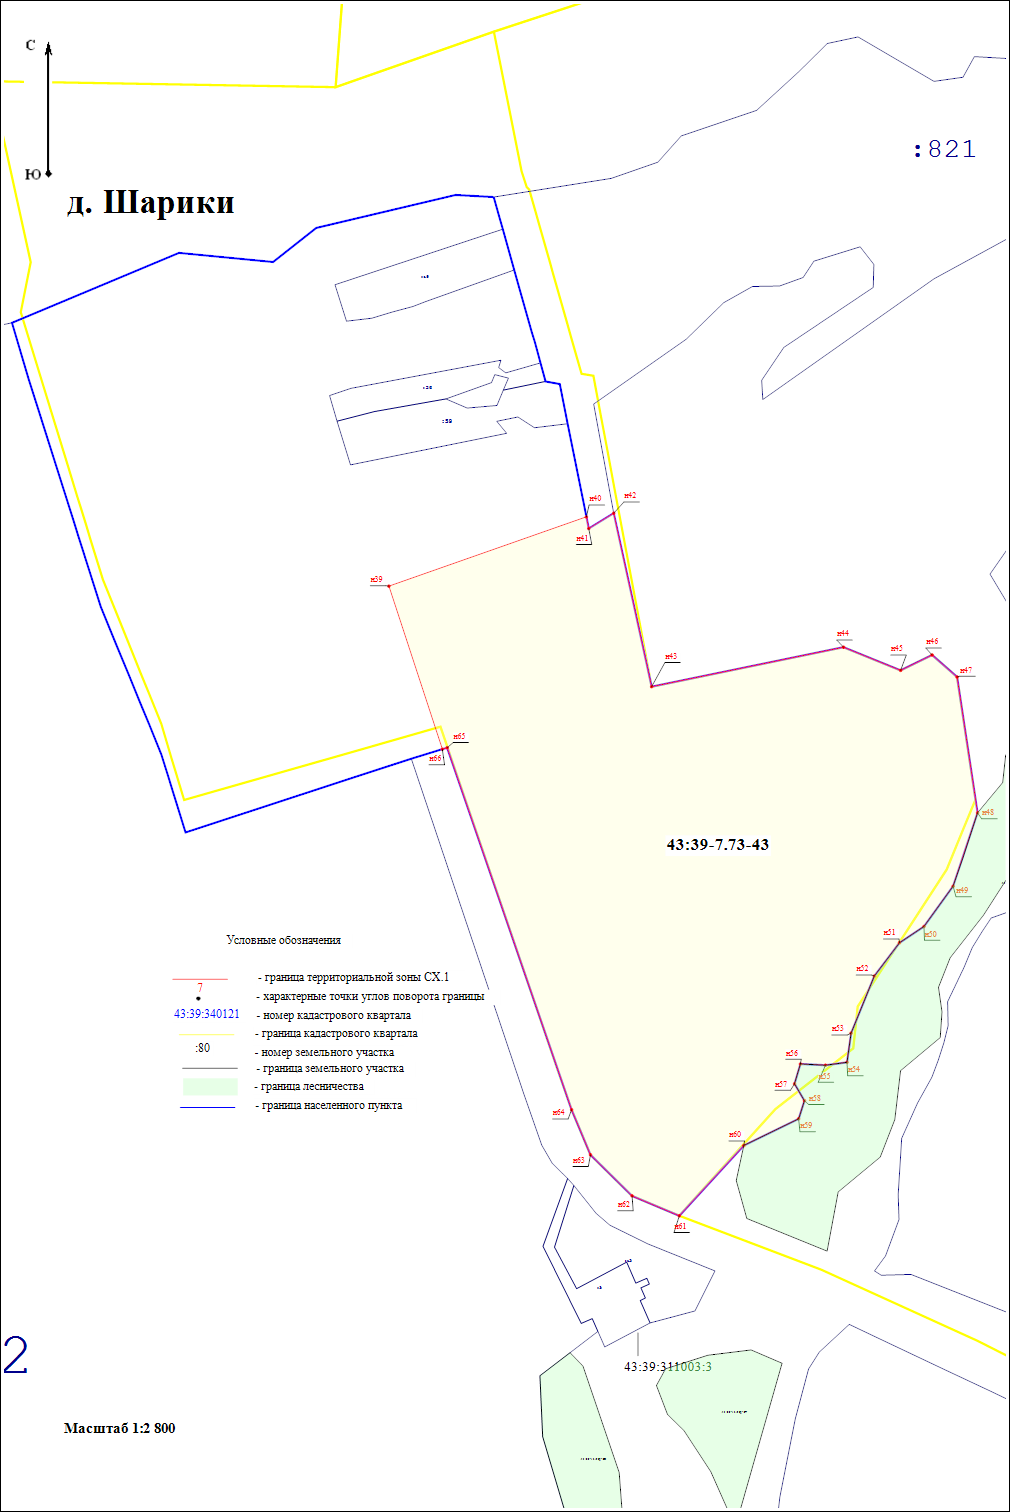 С
:821
Ю
д. Шарики
:39
н40
н42
н41
н39
н44
н45
н46
н43
н47
н65
н66
н48
43:39-7.73-43
н49
н51
н50
Условные обозначения
н52
- граница территориальной зоны СХ.1
7
- характерные точки углов поворота границы
43:39:340121 - номер кадастрового квартала
- граница кадастрового квартала
н53
:80 - номер земельного участка
н56
- граница земельного участка
н55
н54
- граница лесничества
н57
н58
- граница населенного пункта
н64
н59
н60
н63
н62
н61
2
43:39:311003:3
Масштаб 1:2 800